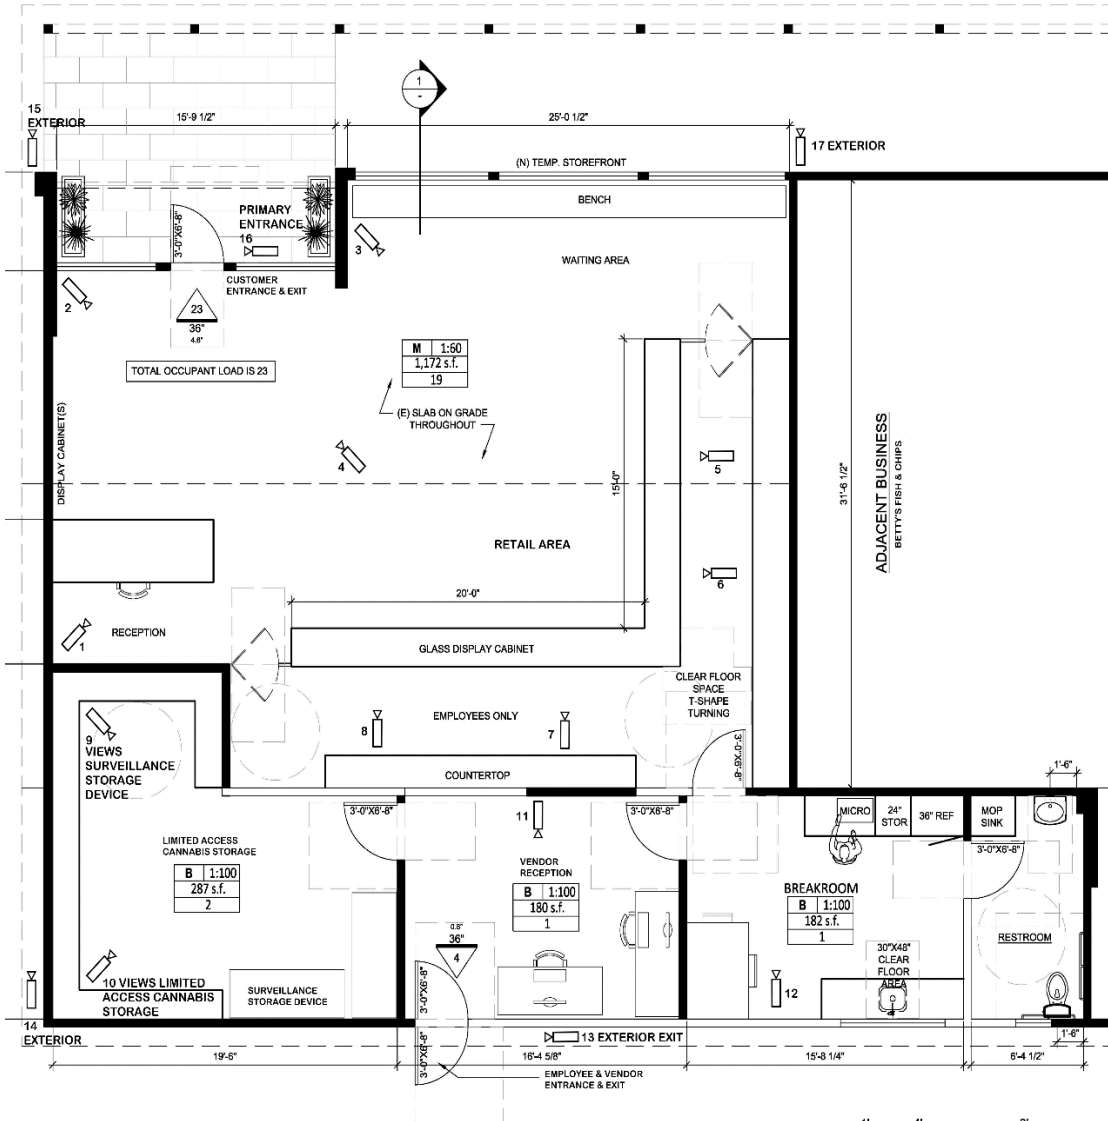 1
-
15
EXTERIOR
15'-9 1/2"
25'-0 1/2"
17 EXTERIOR
(N) TEMP. STOREFRONT
BENCH
PRIMARY
ENTRANCE
16
3'-0"X6'-8"
3
WAITING AREA
CUSTOMER
ENTRANCE & EXIT
2
23
36"
4.6"
M 1:60
1,172 s.f.
19
TOTAL OCCUPANT LOAD IS 23
(E) SLAB ON GRADE
THROUGHOUT
DISPLAY CABINET(S)
4
5
15'-0"
31'-6 1/2"
ADJACENT BUSINESS
BETTY'S FISH & CHIPS
RETAIL AREA
6
20'-0"
RECEPTION
1
GLASS DISPLAY CABINET
CLEAR FLOOR
SPACE
T-SHAPE
TURNING
EMPLOYEES ONLY
8
7
9
VIEWS
SURVEILLANCE
STORAGE
DEVICE
3'-0"X6'-8"
COUNTERTOP
1'-6"
3'-0"X6'-8"
11
3'-0"X6'-8"
MICRO
24"
STOR
36" REF
MOP
SINK
LIMITED ACCESS
CANNABIS STORAGE
B 1:100
287 s.f.
2
VENDOR
RECEPTION
B 1:100
180 s.f.
1
3'-0"X6'-8"
BREAKROOM
B 1:100
182 s.f.
1
0.8"
36"
4
RESTROOM
30"X48"
CLEAR
FLOOR
AREA
10 VIEWS LIMITED
ACCESS CANNABIS
STORAGE
SURVEILLANCE
STORAGE DEVICE
3'-0"X6'-8"
12
14
EXTERIOR
13 EXTERIOR EXIT
1'-6"
3'-0"X6'-8"
19'-6"
16'-4 5/8"
15'-8 1/4"
6'-4 1/2"
EMPLOYEE & VENDOR
ENTRANCE & EXIT